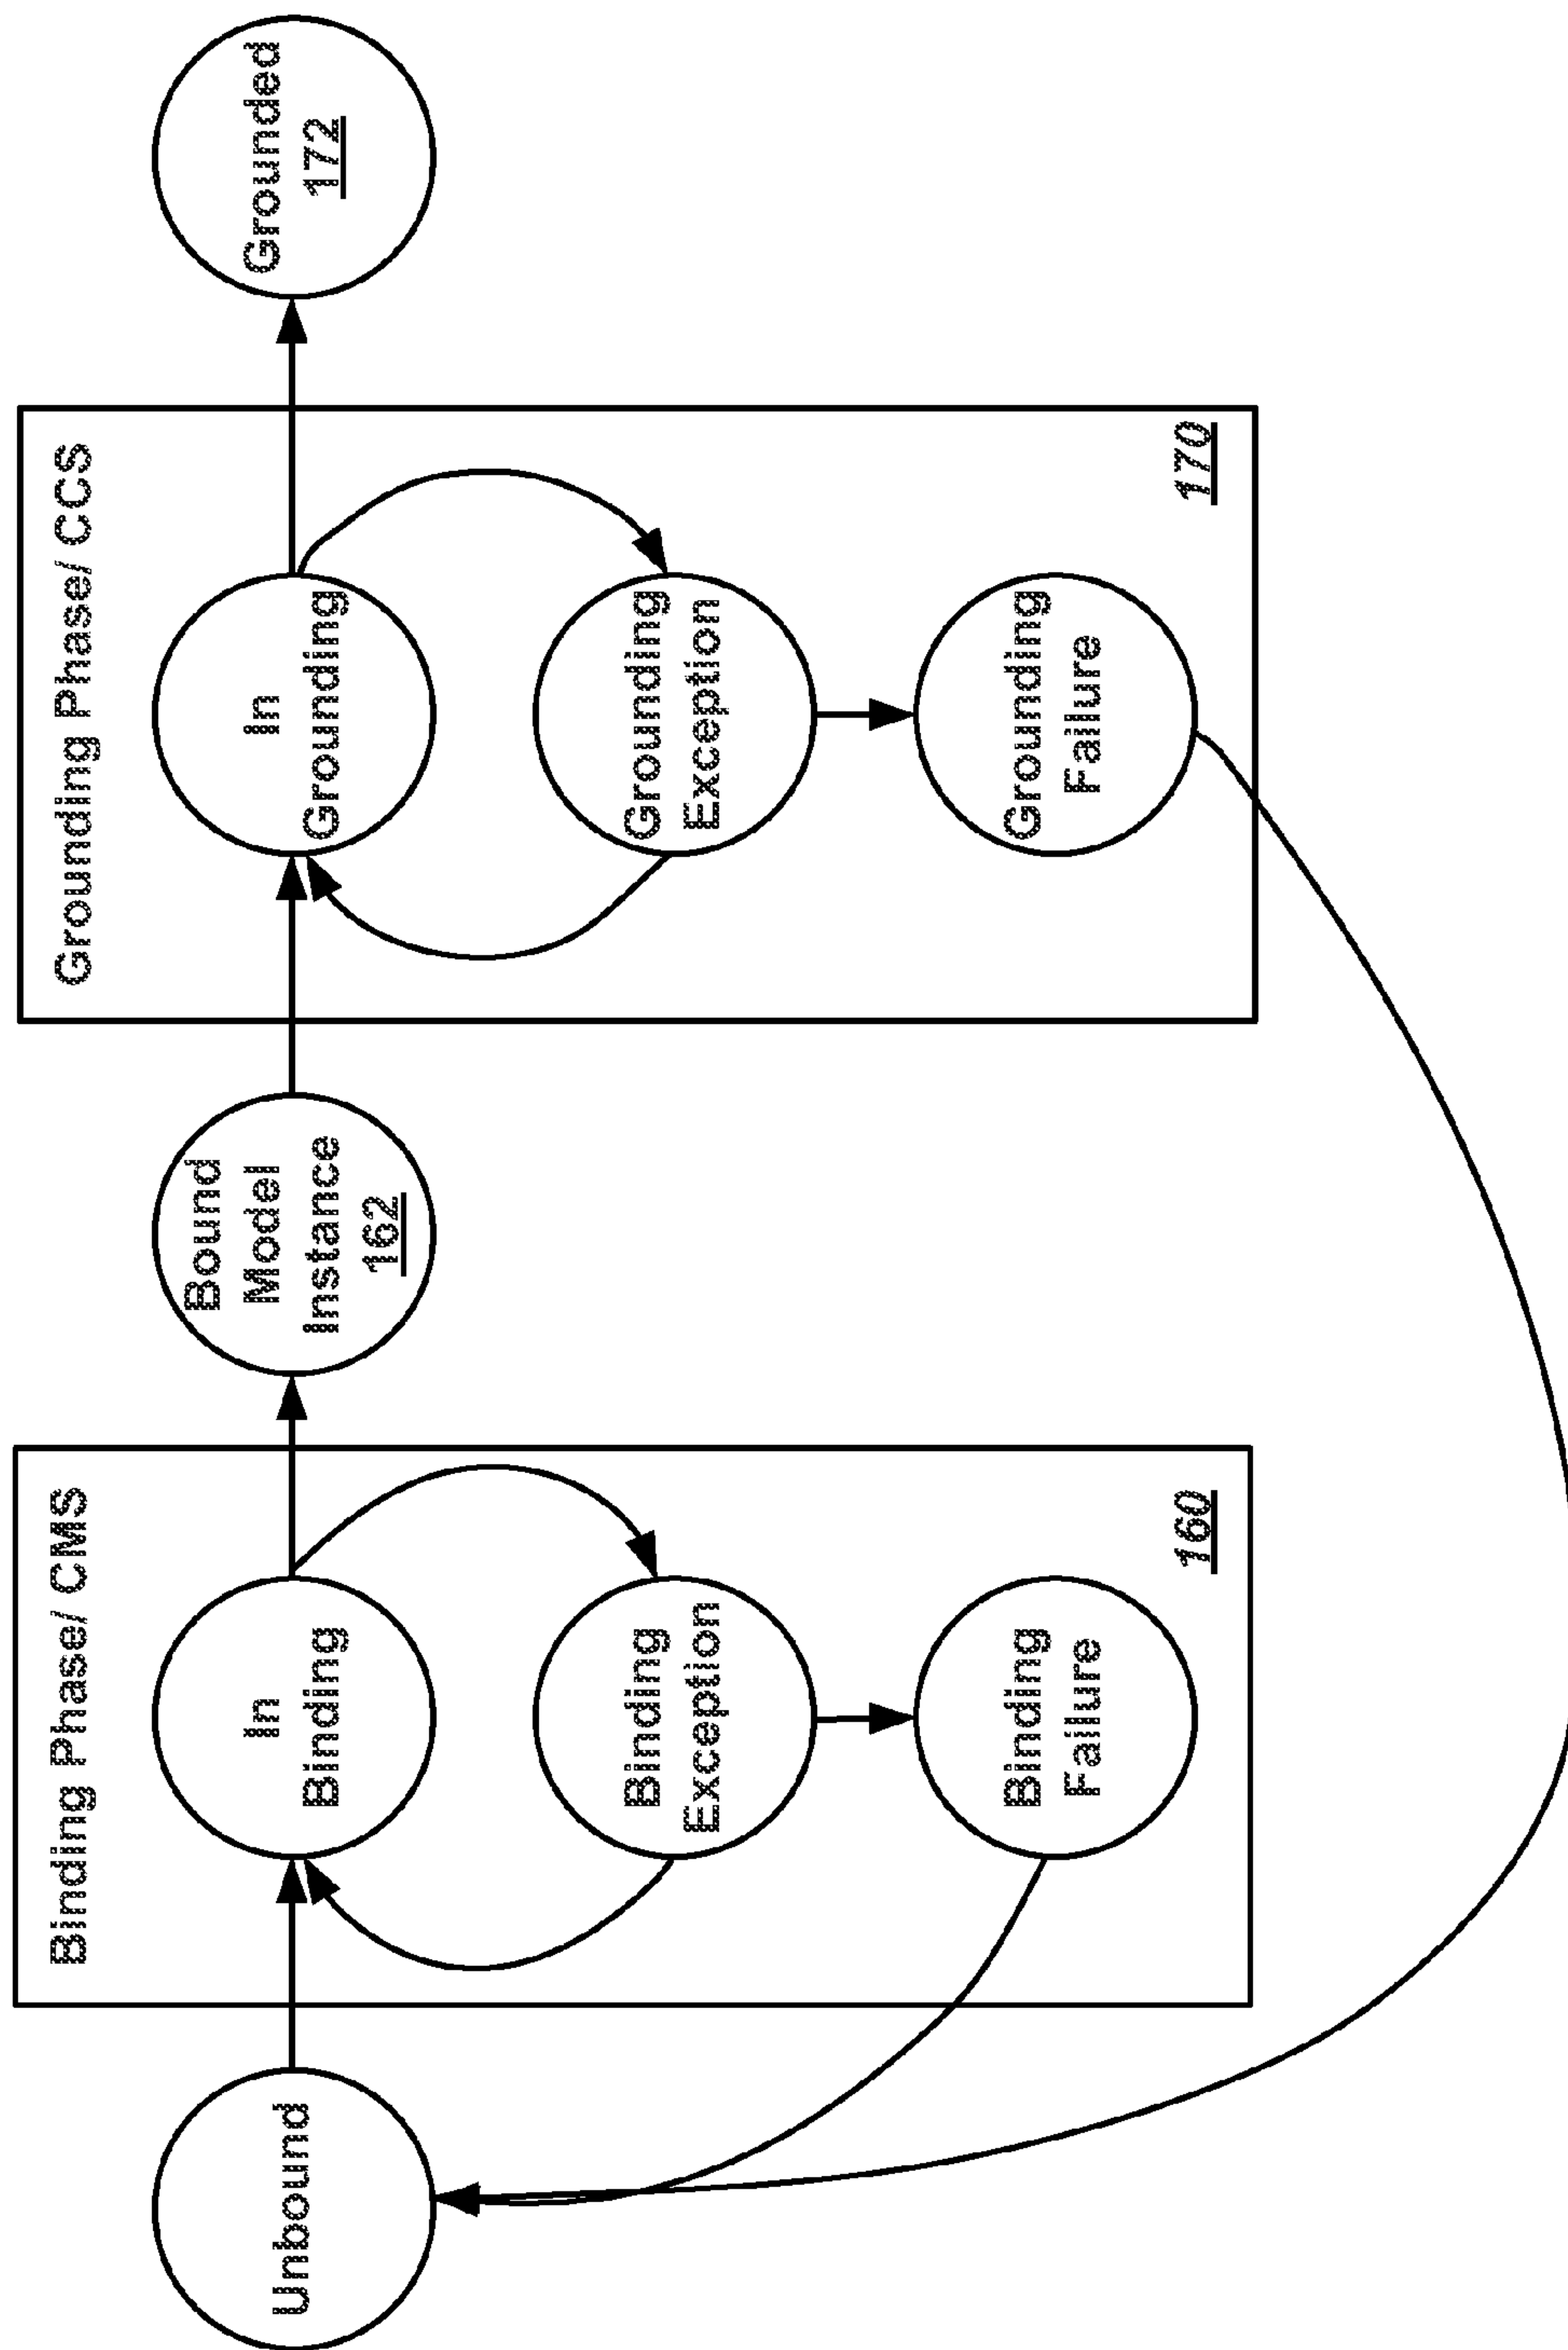 Binding Phase/ CMS
Grounding Phase/ CCS
Unbound
In
Binding
Bound
Model
Instance
162
In
Grounding
Grounded
172
Binding
Exception
Grounding
Exception
Binding
Failure
Grounding
Failure
160
170